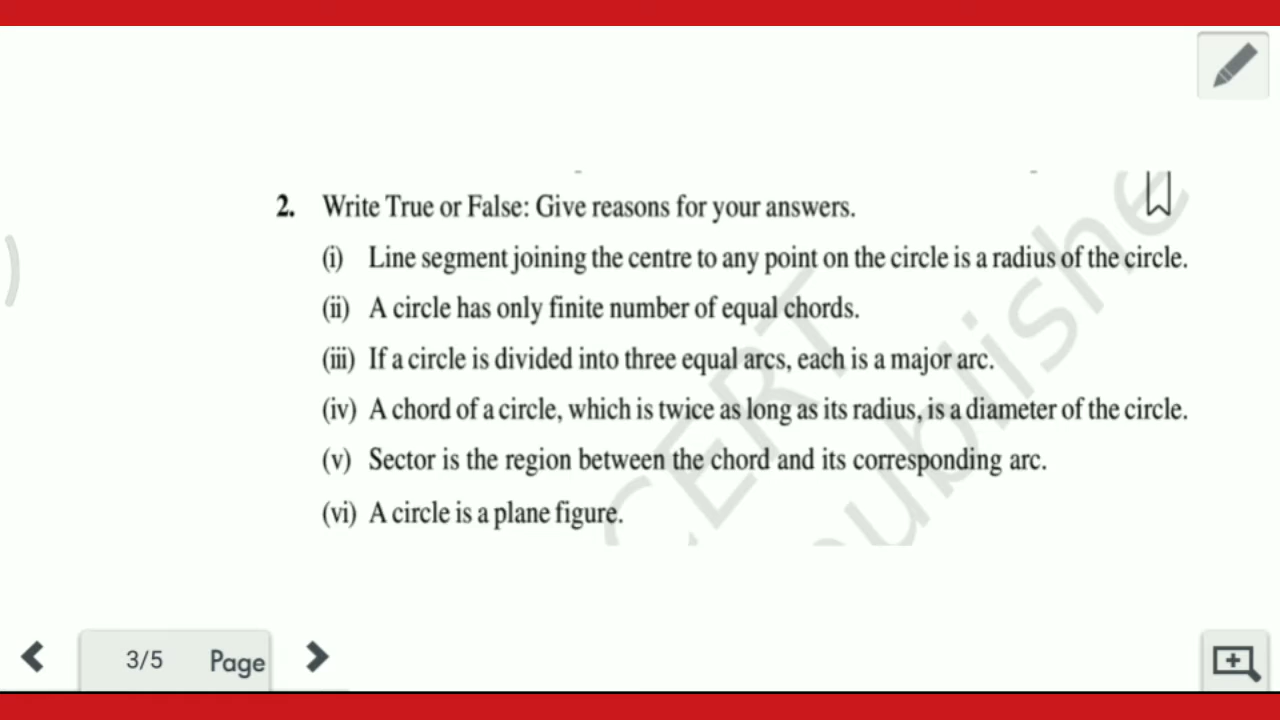 2. Write True or False: Give reasons for your answers.
(i) Line segment joining the centre to any point on the circle is a radius of the circle.
(ii) A circle has only finite number of equal chords.
(iii) If a circle is divided into three equal arcs, each is a major arc.
(iv) A chord of a circle, which is twice as long as its radius, is a diameter of the circle.
(v) Sector is the region between the chord and its corresponding arc.
(vi) A circle is a plane figure.
3/5 Page